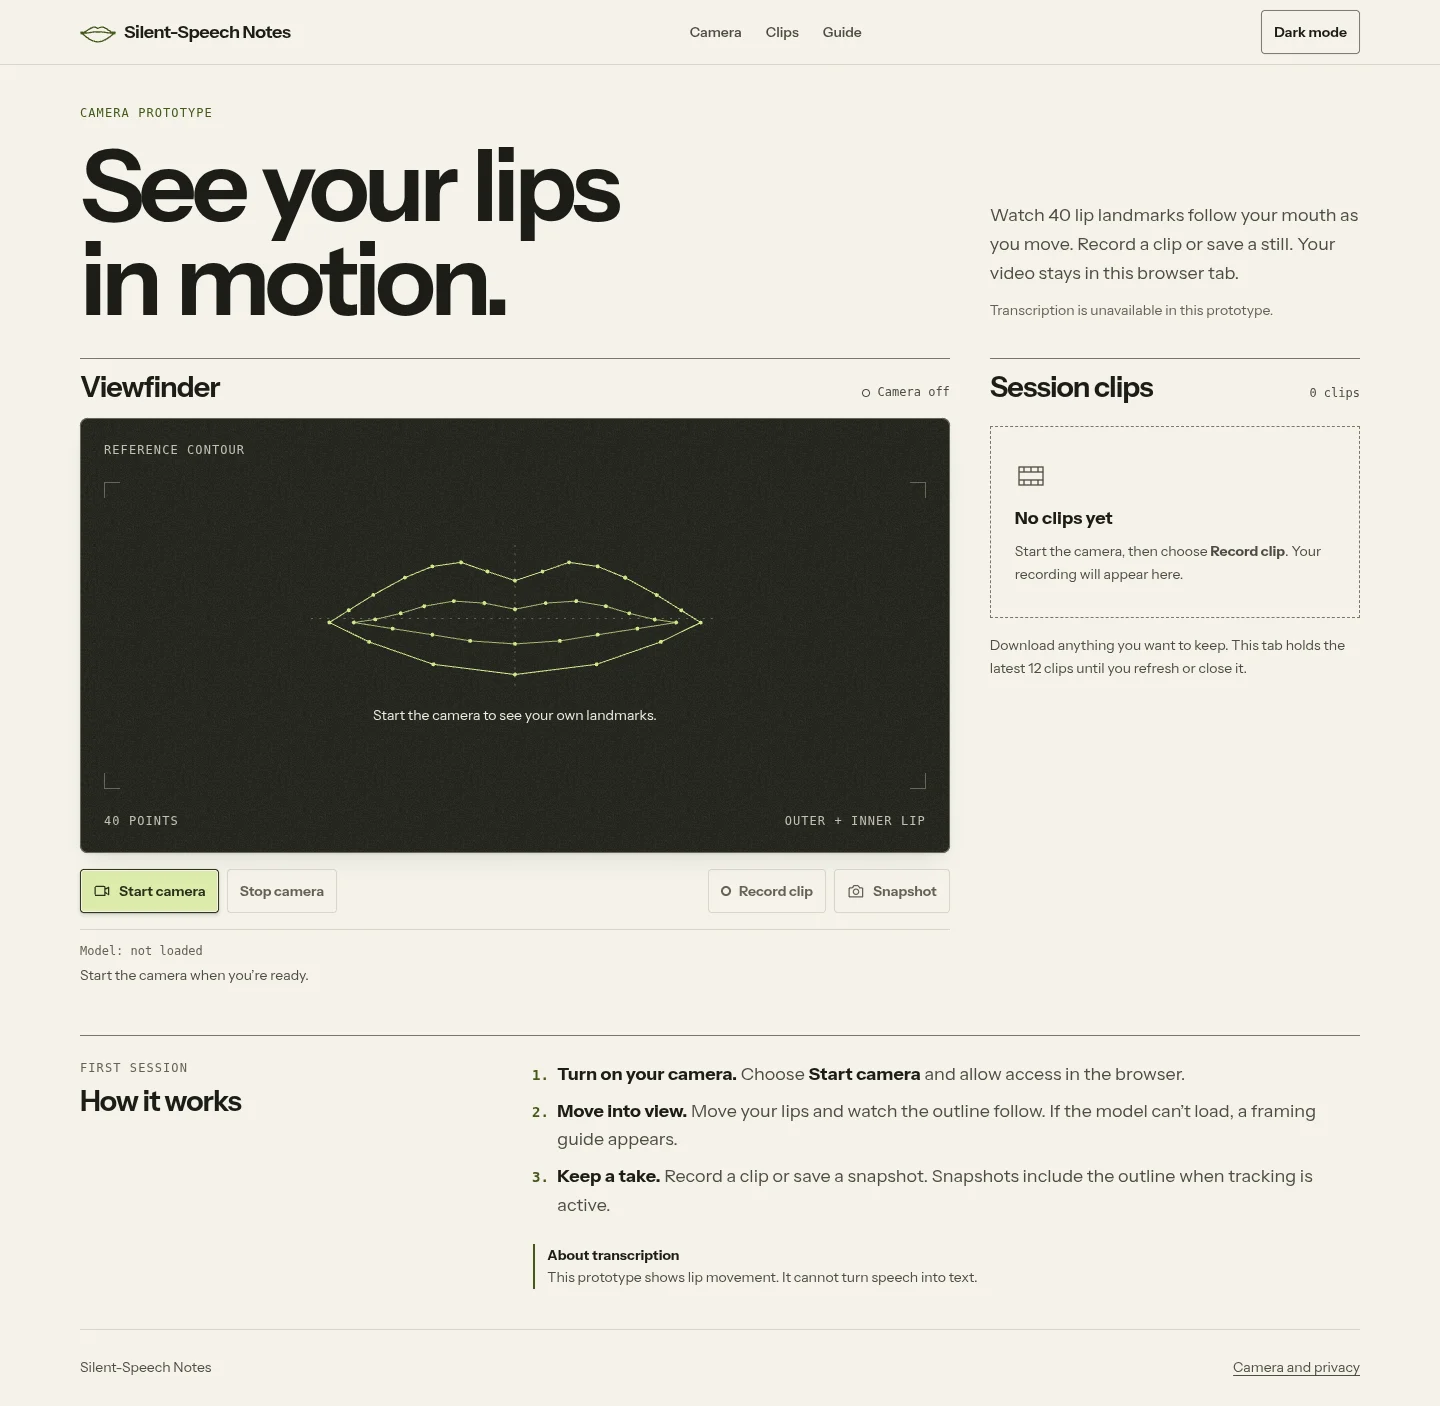 Silent-Speech Notes
Camera
Clips
Guide
Dark mode
CAMERA PROTOTYPE
See your lips
in motion.
Watch 40 lip landmarks follow your mouth as
you move. Record a clip or save a still. Your
video stays in this browser tab.
Transcription is unavailable in this prototype.
Viewfinder
Camera off
REFERENCE CONTOUR
Start the camera to see your own landmarks.
40 POINTS
OUTER + INNER LIP
Start camera
Stop camera
Record clip
Snapshot
Model: not loaded
Start the camera when you’re ready.
Session clips
0 clips
No clips yet
Start the camera, then choose Record clip. Your
recording will appear here.
Download anything you want to keep. This tab holds the
latest 12 clips until you refresh or close it.
FIRST SESSION
How it works
1. Turn on your camera. Choose Start camera and allow access in the browser.
2. Move into view. Move your lips and watch the outline follow. If the model can’t load, a framing
guide appears.
3. Keep a take. Record a clip or save a snapshot. Snapshots include the outline when tracking is
active.
About transcription
This prototype shows lip movement. It cannot turn speech into text.
Silent-Speech Notes
Camera and privacy